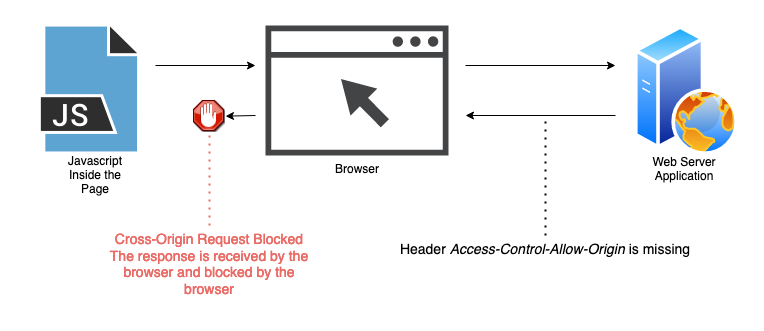 JS
Javascript
Inside the
Page
Browser
Web Server
Application
Cross-Origin Request Blocked
The response is received by the
browser and blocked by the
browser
Header Access-Control-Allow-Origin is missing